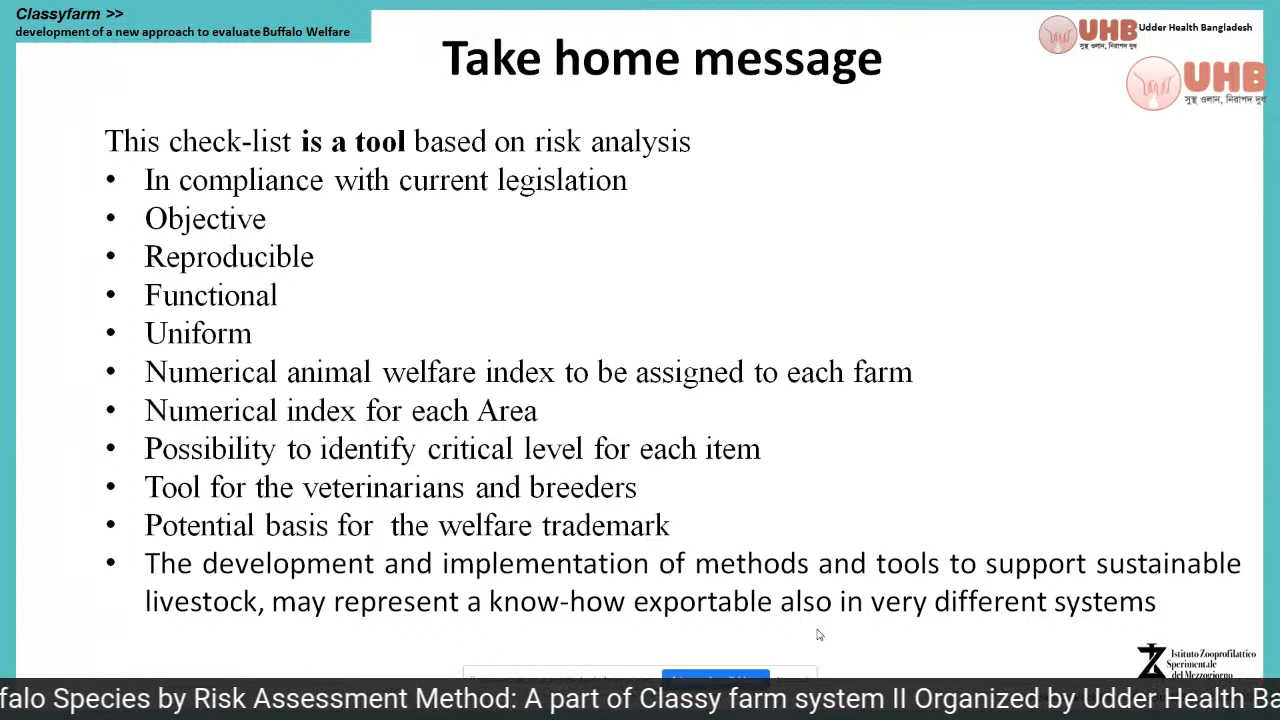 Classyfarm >>
development of a new approach to evaluate Buffalo Welfare
UHB
Udder Health Bangladesh
সুস্থ ওলান, নিরাপদ দুধ
Take home message
UHB
সুস্থ ওলান, নিরাপদ দুধ
This check-list is a tool based on risk analysis
• In compliance with current legislation
• Objective
• Reproducible
• Functional
• Uniform
• Numerical animal welfare index to be assigned to each farm
• Numerical index for each Area
• Possibility to identify critical level for each item
• Tool for the veterinarians and breeders
• Potential basis for the welfare trademark
• The development and implementation of methods and tools to support sustainable
livestock, may represent a know-how exportable also in very different systems
Istituto Zooprofilattico
Sperimentale
del Mezzogiorno
ffalo Species by Risk Assessment Method: A part of Classy farm system II Organized by Udder Health Ba